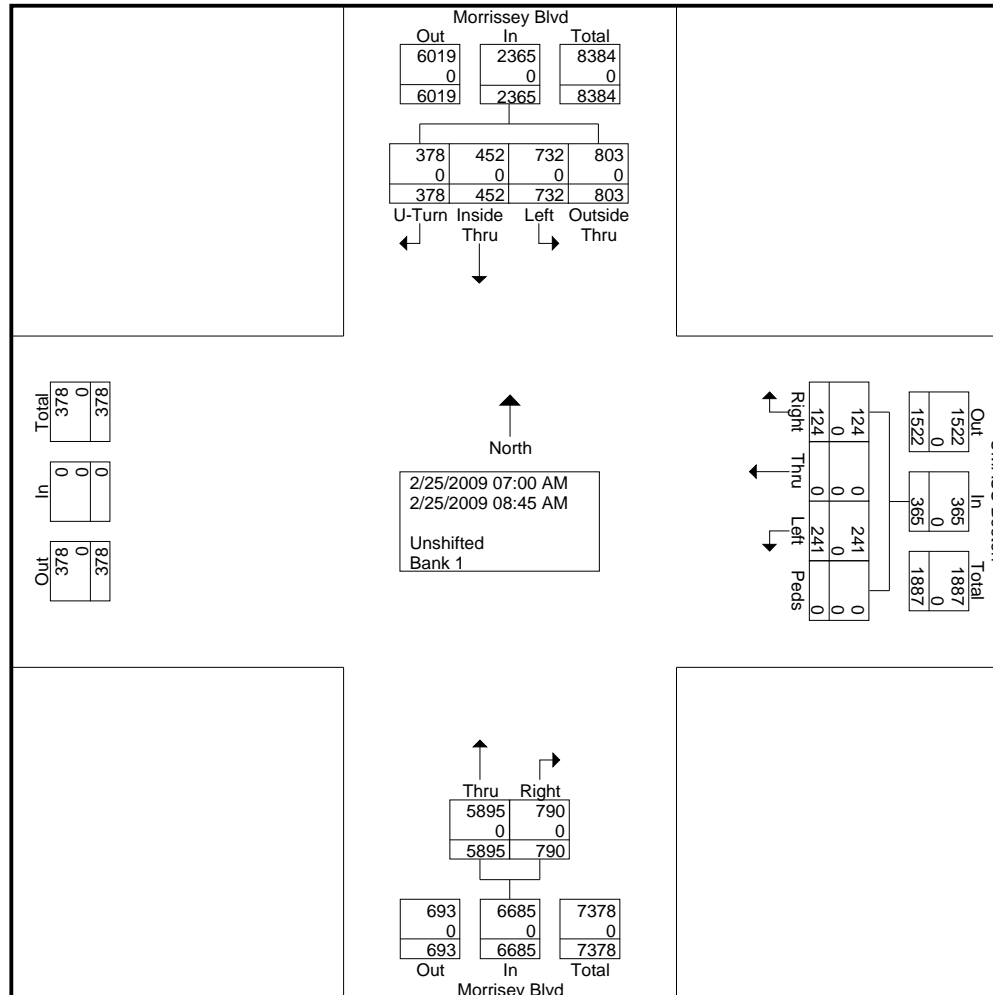 Morrissey Blvd
Out In Total
6019 2365 8384
0 0 0
6019 2365 8384
378 452 732 803
0 0 0 0
378 452 732 803
U-Turn Inside Thru Left Outside Thru
Total
378 0 378
In
0 0 0
Out
378 0 378
North
2/25/2009 07:00 AM
2/25/2009 08:45 AM
Unshifted
Bank 1
Right Thru Left Peds
124 0 241 0
0 0 0 0
124 0 241 0
Out In Total
1522 365 1887
0 0 0
1522 365 1887
Thru Right
5895 790
0 0
5895 790
693 6685 7378
0 0 0
693 6685 7378
Out In Total
Morrisey Blvd